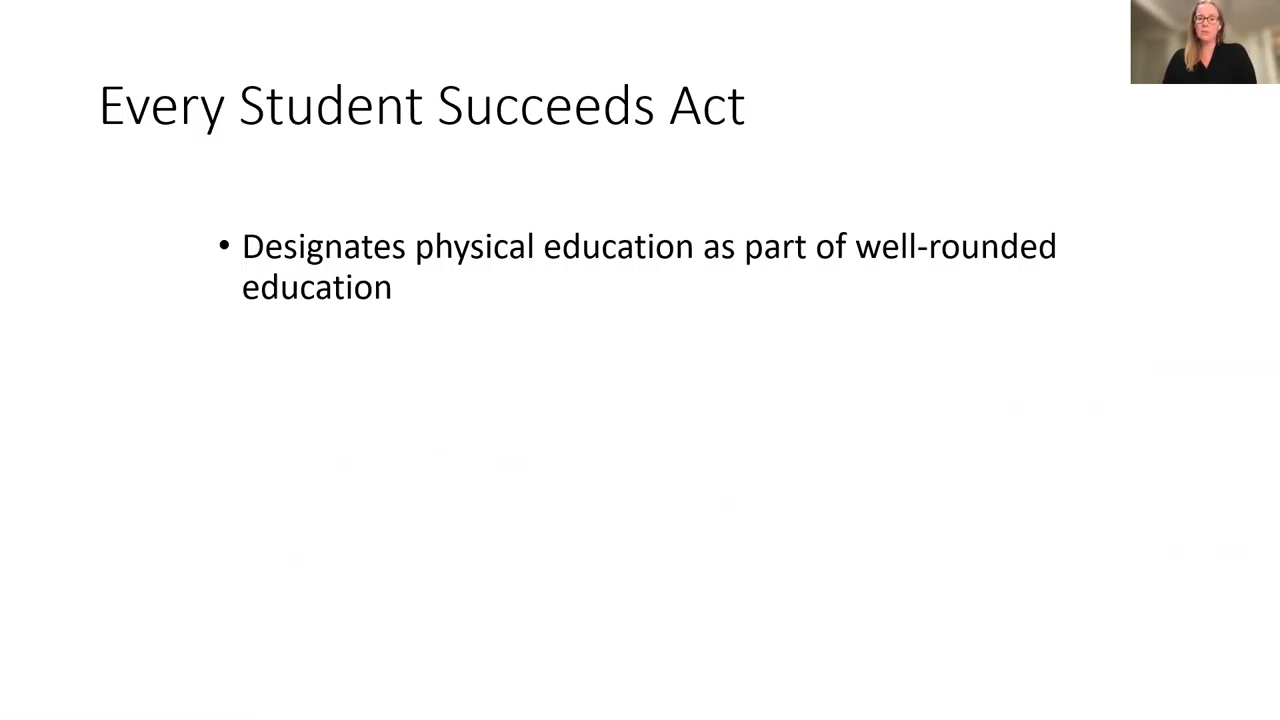 Every Student Succeeds Act
• Designates physical education as part of well-rounded
education